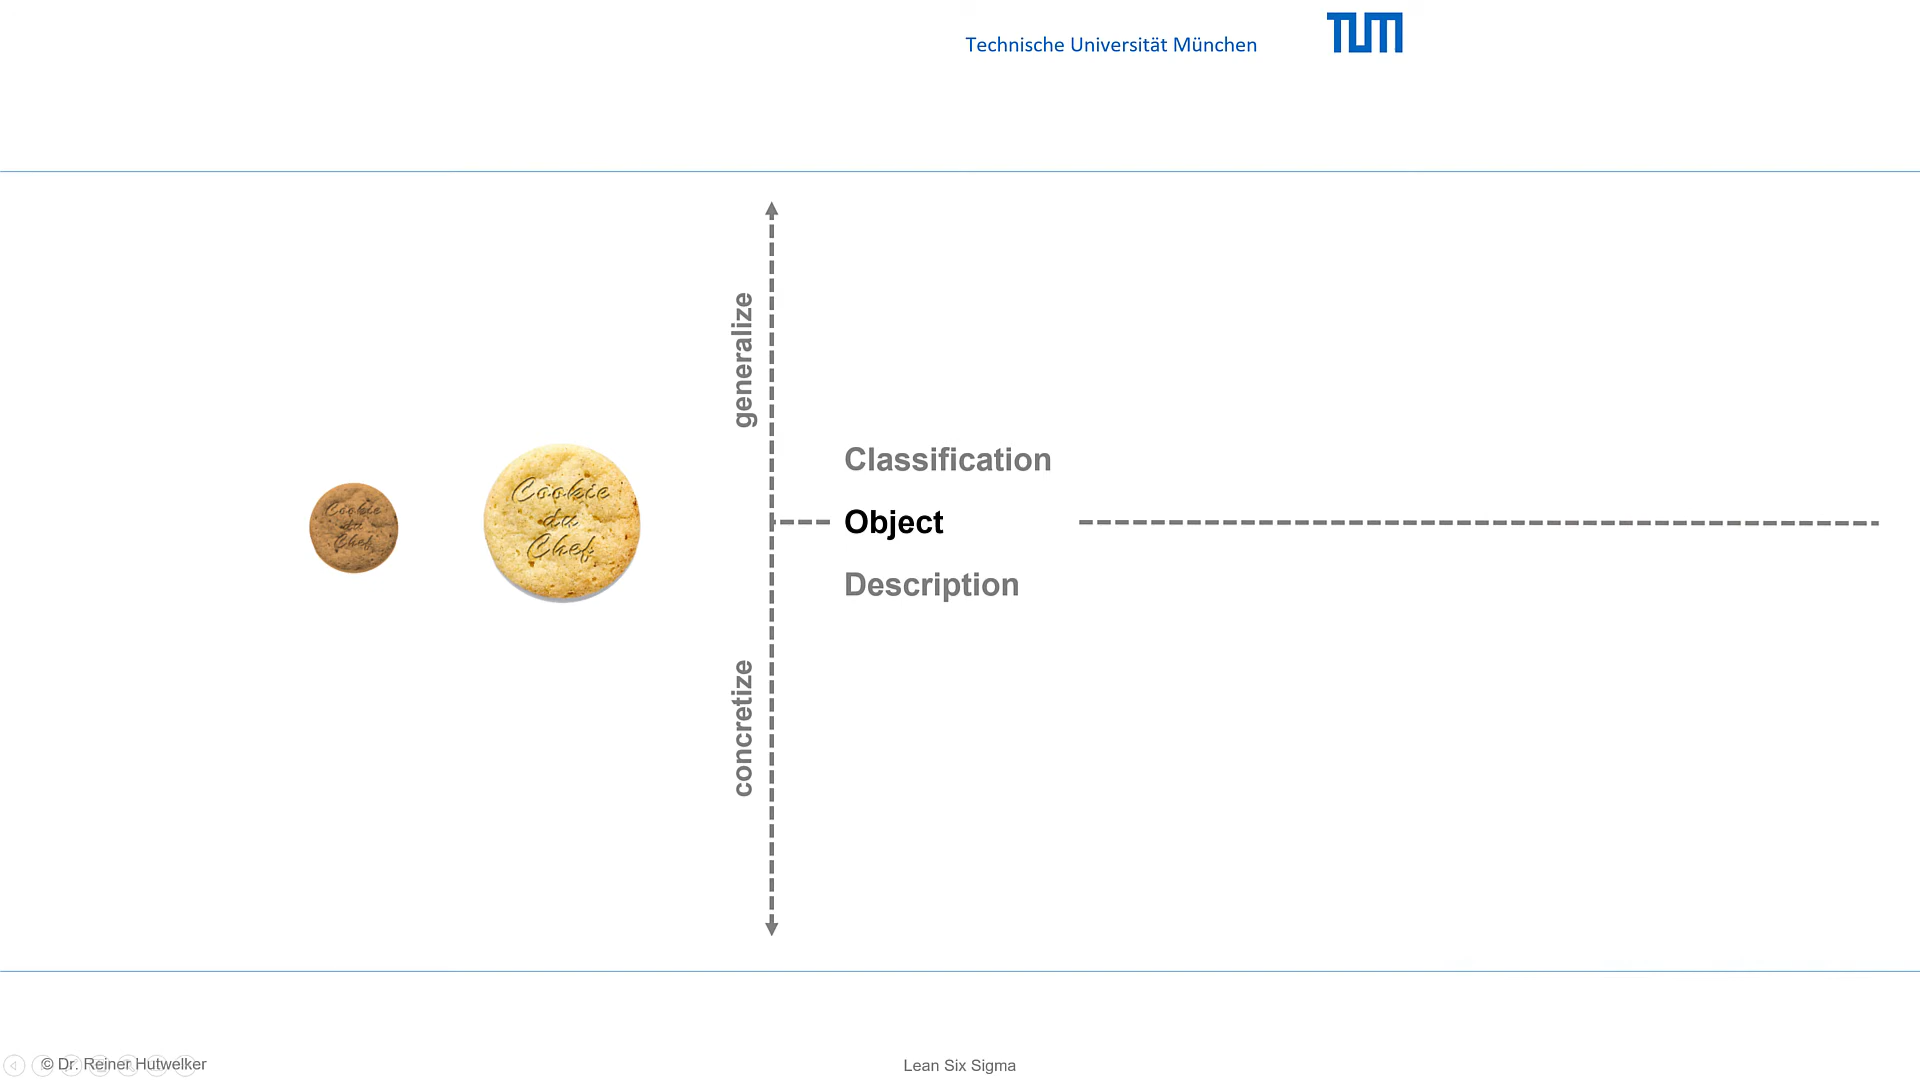 Technische Universität München
TUM
generalize
Cookie
du
Chef
Cookie
du
Chef
Classification
Object
Description
concretize
© Dr. Reiner Hutwelker
Lean Six Sigma